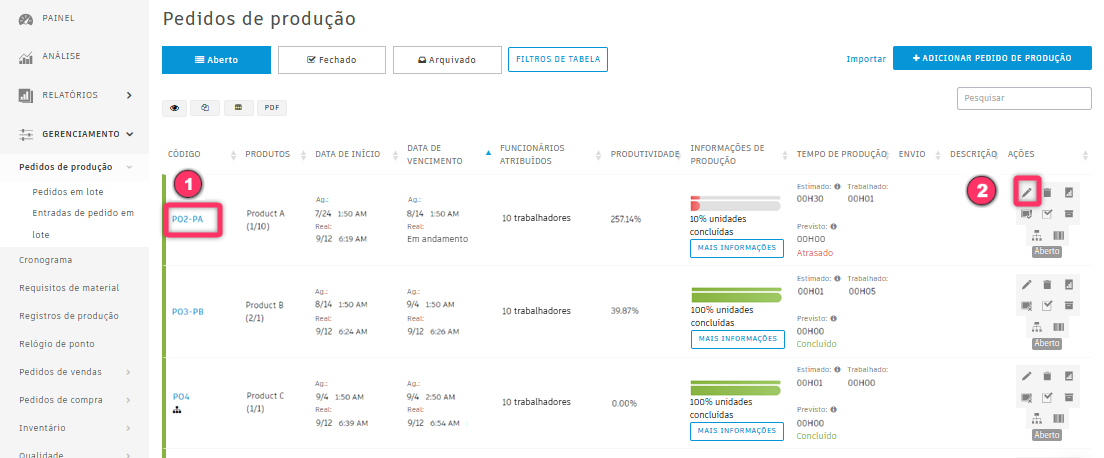 PAINEL
ANÁLISE
RELATÓRIOS
GERENCIAMENTO
Pedidos de produção
Pedidos em lote
Entradas de pedido em
lote
Cronograma
Requisitos de material
Registros de produção
Relógio de ponto
Pedidos de vendas
Pedidos de compra
Inventário
Qualidade
Pedidos de produção
Aberto
Fechado
Arquivado
FILTROS DE TABELA
Importar
+ ADICIONAR PEDIDO DE PRODUÇÃO
PDF
Pesquisar
CÓDIGO
PRODUTOS
DATA DE INÍCIO
DATA DE
VENCIMENTO
FUNCIONÁRIOS
ATRIBUÍDOS
PRODUTIVIDADE
INFORMAÇÕES DE
PRODUÇÃO
TEMPO DE PRODUÇÃO
ENVIO
DESCRIÇÃO
AÇÕES
1
2
PO2-PA
Product A
(1/10)
Ag.:
7/24 1:50 AM
Real:
9/12 6:19 AM
Ag.:
8/14 1:50 AM
Real:
Em andamento
10 trabalhadores
257.14%
10% unidades
concluídas
MAIS INFORMAÇÕES
Estimado: Trabalhado:
00H30 00H01
Previsto:
00H00
Atrasado
Aberto
PO3-PB
Product B
(2/1)
Ag.:
8/14 1:50 AM
Real:
9/12 6:24 AM
Ag.:
9/4 1:50 AM
Real:
9/12 6:26 AM
10 trabalhadores
39.87%
100% unidades
concluídas
MAIS INFORMAÇÕES
Estimado: Trabalhado:
00H01 00H05
Previsto:
00H00
Concluído
Aberto
PO4
Product C
(1/1)
Ag.:
9/4 1:50 AM
Real:
9/12 6:39 AM
Ag.:
9/4 2:50 AM
Real:
9/12 6:54 AM
10 trabalhadores
0.00%
100% unidades
concluídas
MAIS INFORMAÇÕES
Estimado: Trabalhado:
00H01 00H00
Previsto:
00H00
Concluído
Aberto